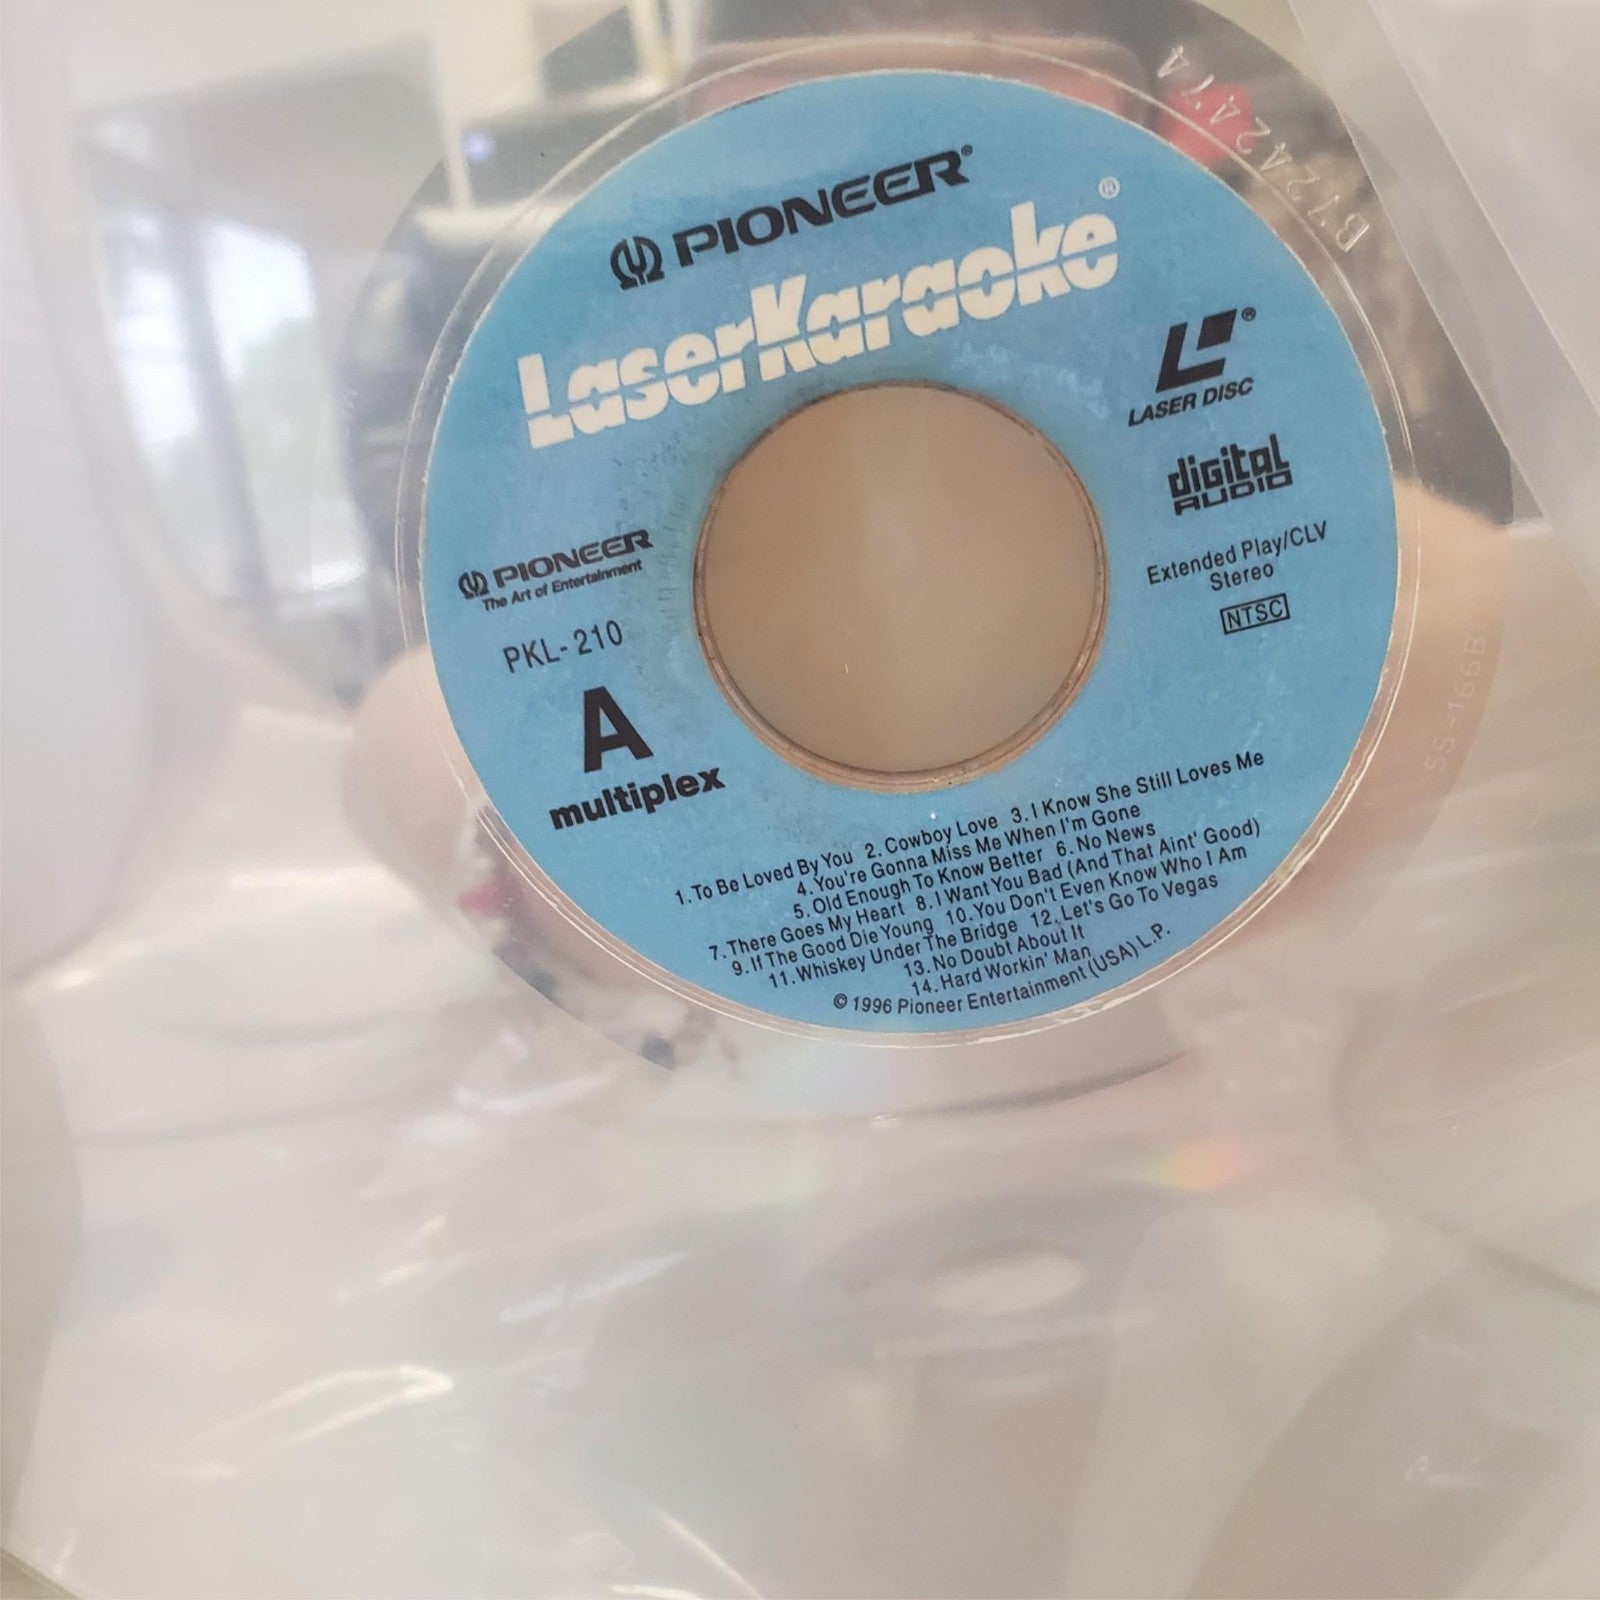 PIONEER®
LaserKaraoke®
LASER DISC®
digital
AUDIO
Extended Play/CLV
Stereo
NTSC
PIONEER
The Art of Entertainment
PKL-210
A
multiplex
1.To Be Loved By You 2.Cowboy Love 3.I Know She Still Loves Me
4.You're Gonna Miss Me When I'm Gone
5.Old Enough To Know Better 6.No News
7.There Goes My Heart 8.I Want You Bad (And That Aint' Good)
9.If The Good Die Young 10.You Don't Even Know Who I Am
11.Whiskey Under The Bridge 12.Let's Go To Vegas
13.No Doubt About It
14.Hard Workin' Man
©1996 Pioneer Entertainment (USA) L.P.
55-166B